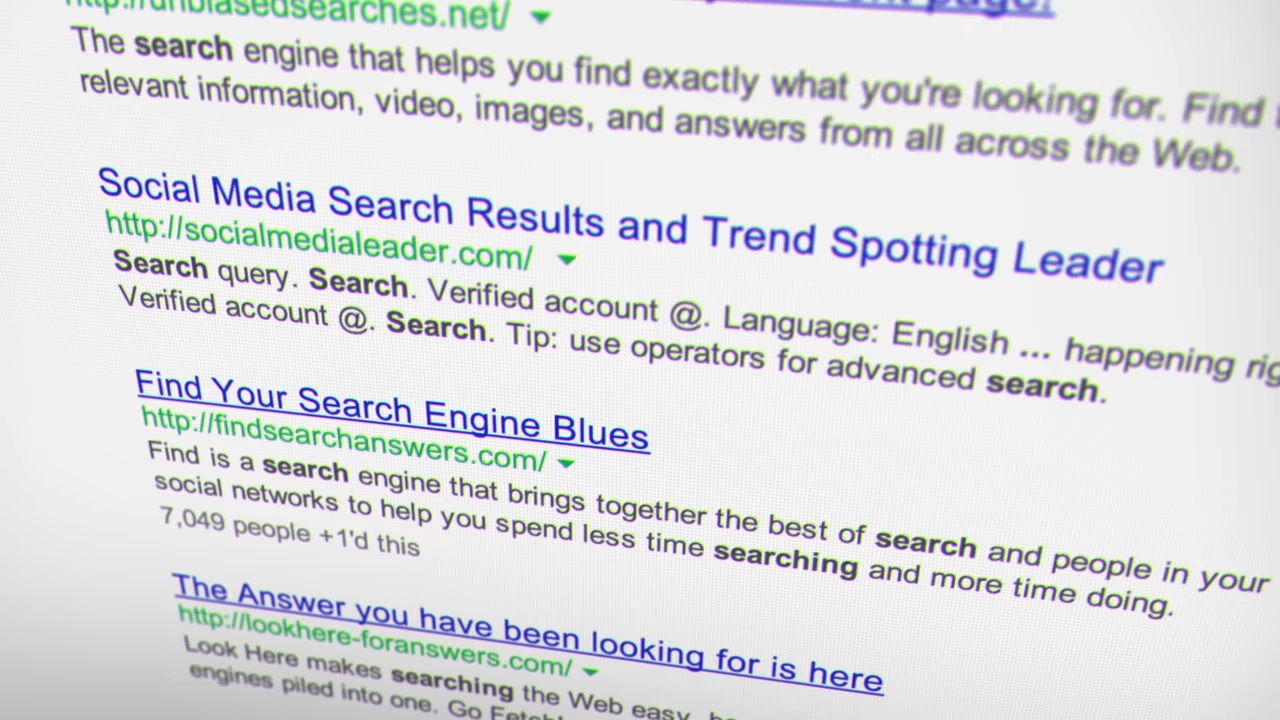 page!
http://unbiasedsearches.net/
The search engine that helps you find exactly what you're looking for. Find
relevant information, video, images, and answers from all across the Web.
Social Media Search Results and Trend Spotting Leader
http://socialmedialeader.com/
Search query. Search. Verified account @. Language: English ... happening
Verified account @. Search. Tip: use operators for advanced search.
Find Your Search Engine Blues
http://findsearchanswers.com/
Find is a search engine that brings together the best of search and people in your
social networks to help you spend less time searching and more time doing.
7,049 people +1'd this
The Answer you have been looking for is here
http://lookhere-foranswers.com/
Look Here makes searching the Web easy,
engines piled into one. Go